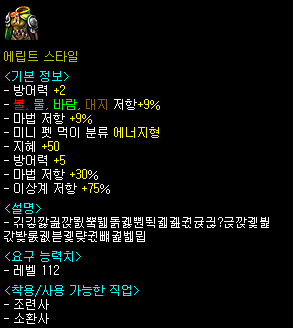 에립트 스타일
<기본 정보>
- 방어력 +2
- 불, 물, 바람, 대지 저항+9%
- 마법 저항 +9%
- 미니 펫 먹이 분류 에너지형
- 지혜 +50
- 방어력 +5
- 마법 저항 +30%
- 이상계 저항 +75%
<설명>
<요구 능력치>
- 레벨 112
<착용/사용 가능한 직업>
- 조련사
- 소환사